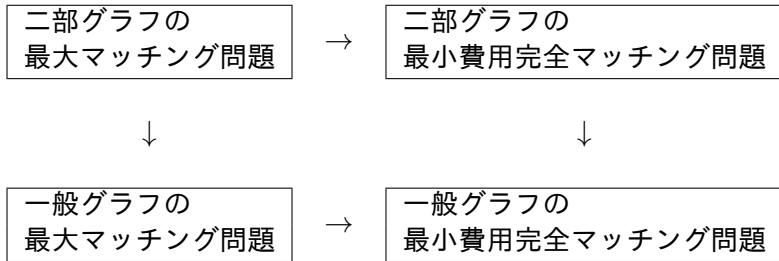 二部グラフの
最大マッチング問題
→
二部グラフの
最小費用完全マッチング問題
↓
↓
一般グラフの
最大マッチング問題
→
一般グラフの
最小費用完全マッチング問題